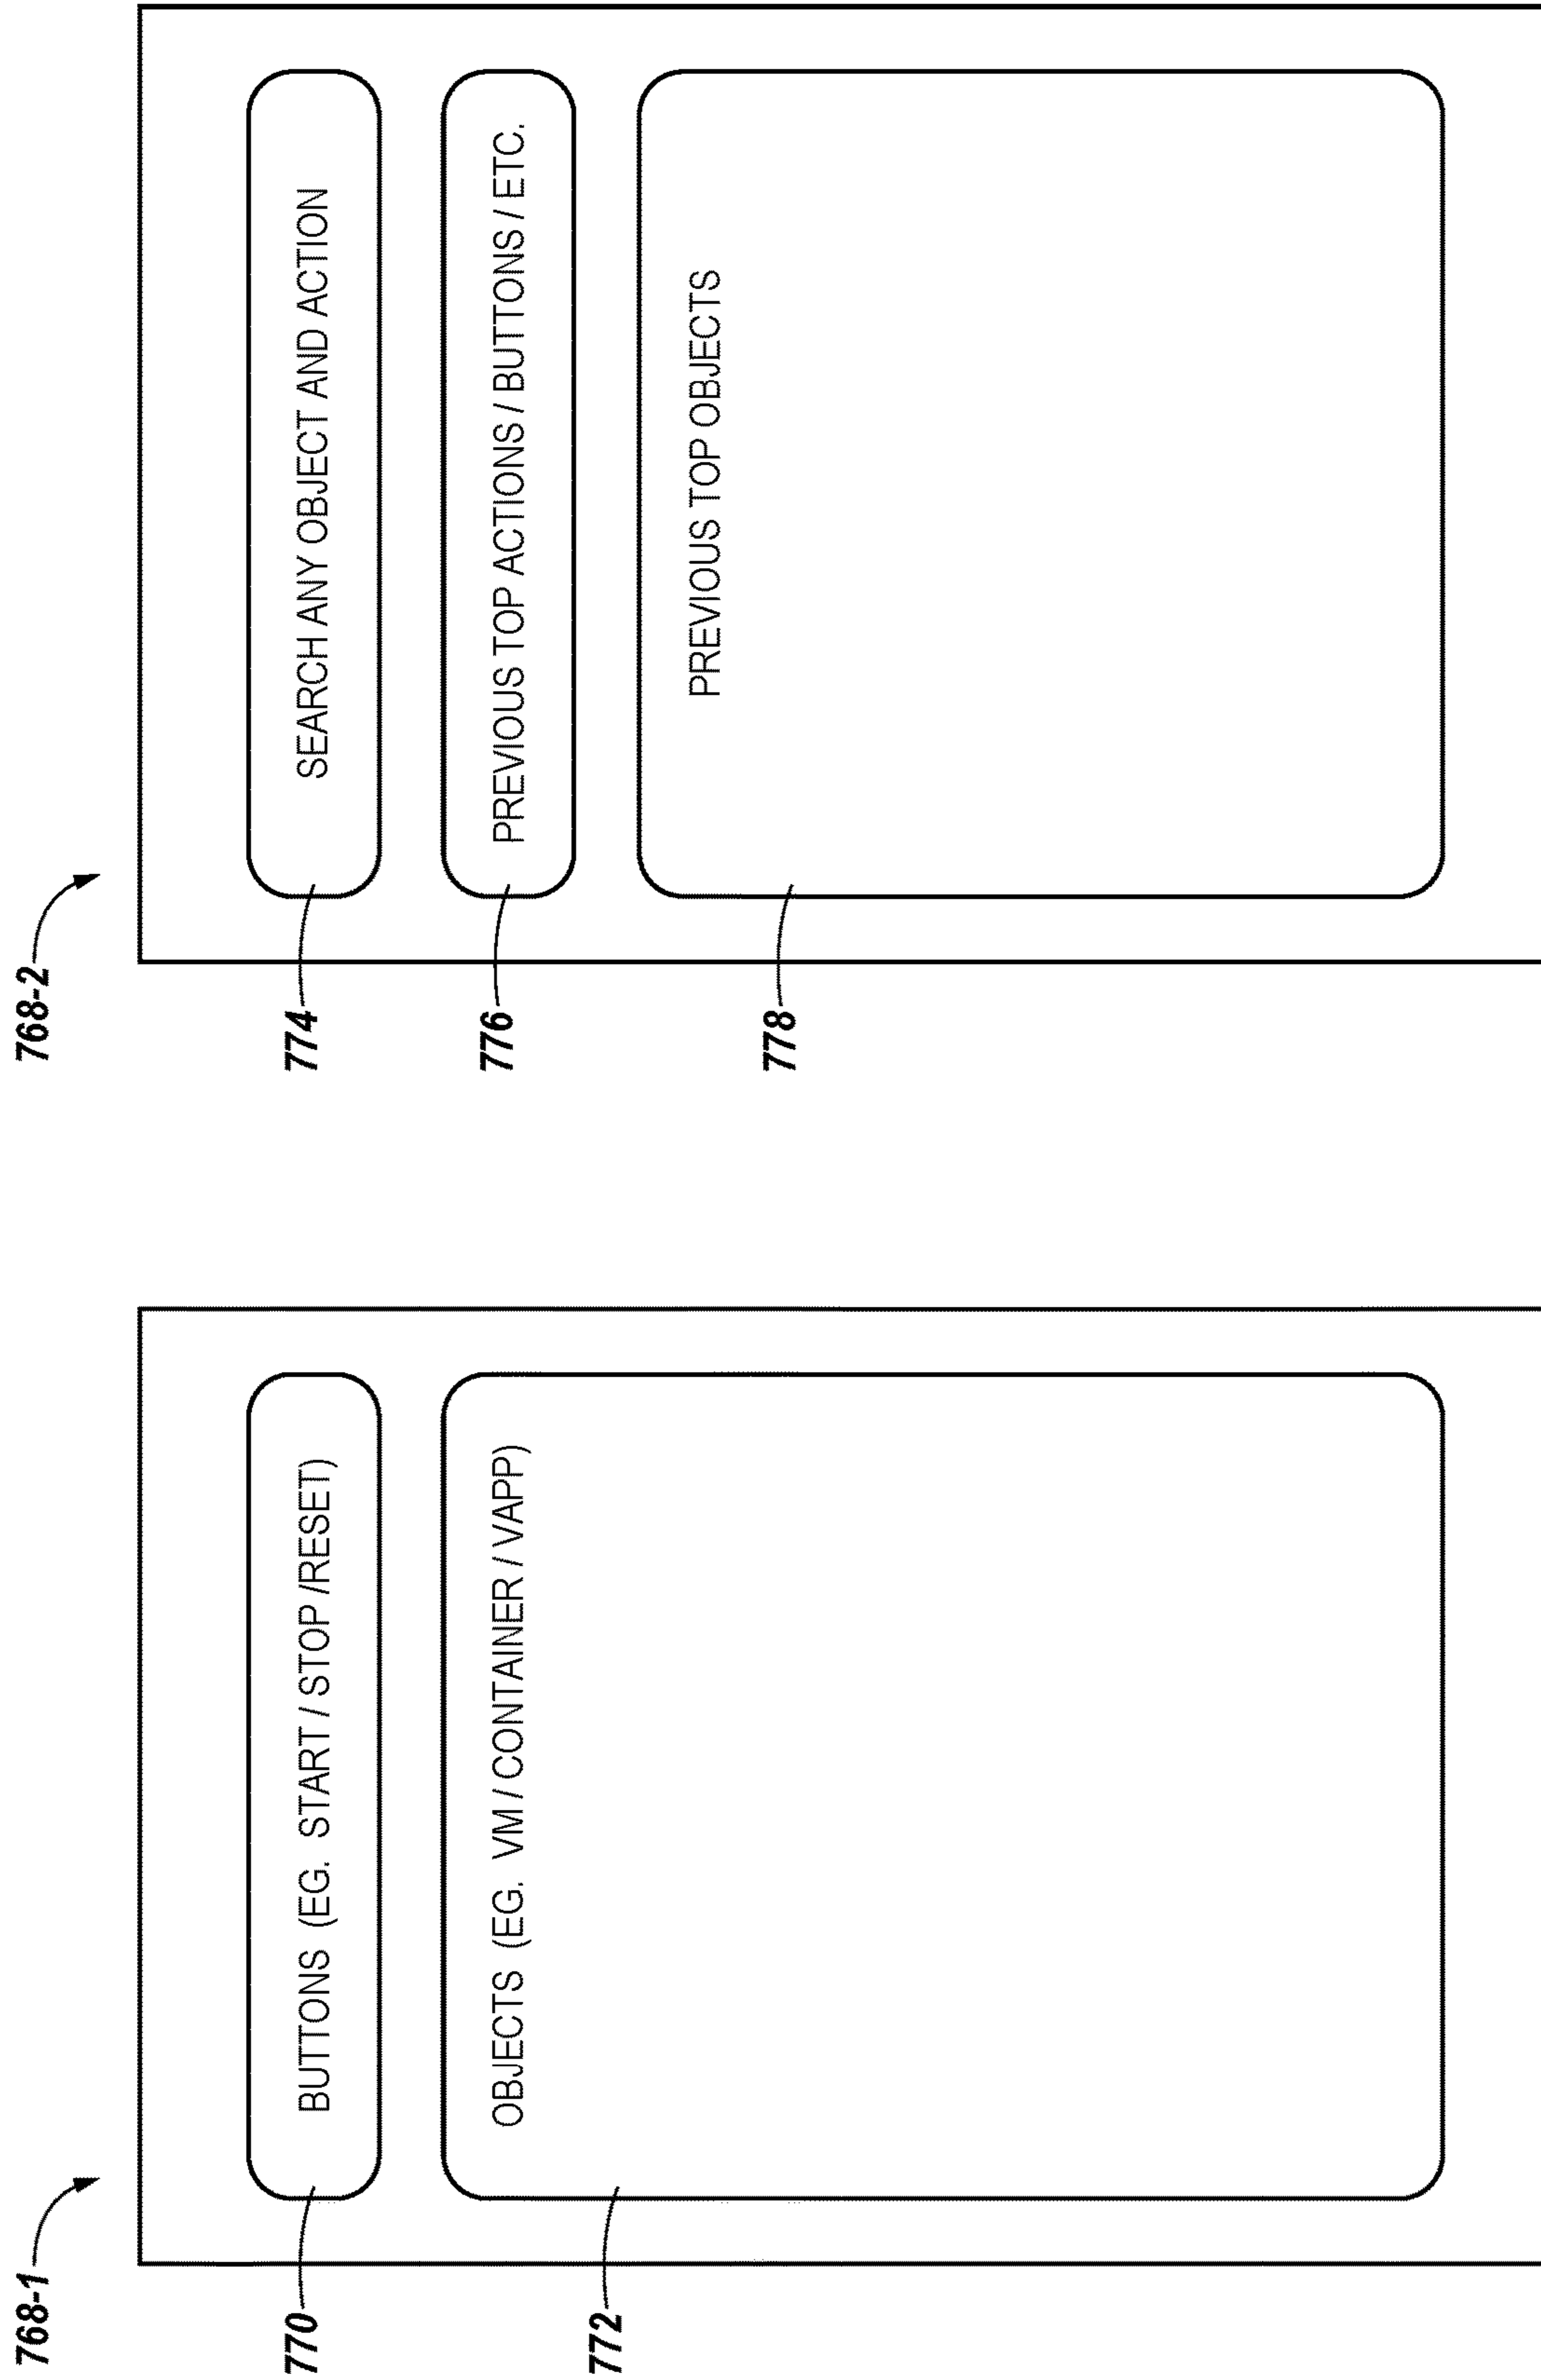 768-1
770
BUTTONS (EG. START / STOP /RESET)
772
OBJECTS (EG. VM / CONTAINER / VAPP)
768-2
774
SEARCH ANY OBJECT AND ACTION
776
PREVIOUS TOP ACTIONS / BUTTONS / ETC.
778
PREVIOUS TOP OBJECTS